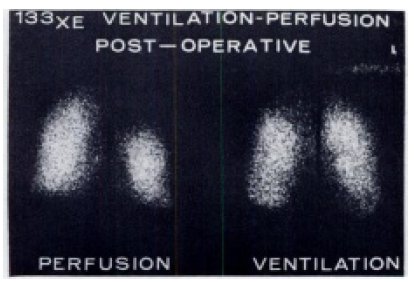 133XE VENTILATION-PERFUSION
POST-OPERATIVE
PERFUSION
VENTILATION